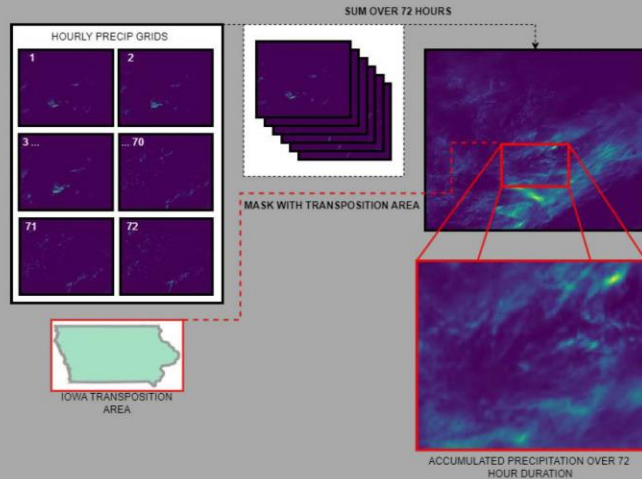 SUM OVER 72 HOURS
HOURLY PRECIP GRIDS
1
2
3 ...
... 70
71
72
MASK WITH TRANSPOSITION AREA
IOWA TRANSPOSITION
AREA
ACCUMULATED PRECIPITATION OVER 72
HOUR DURATION